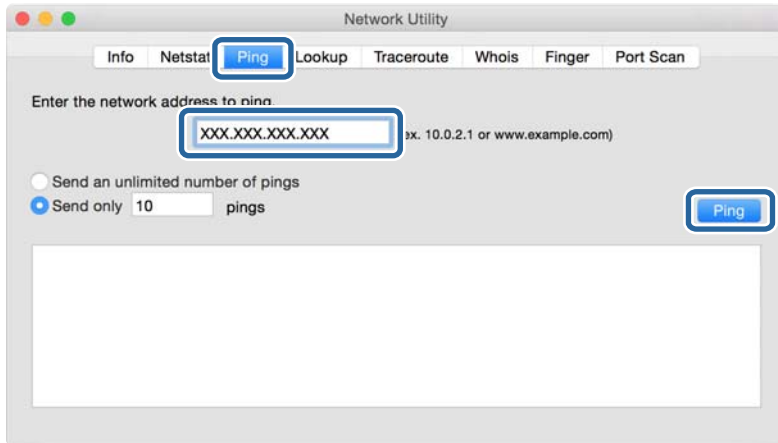 Network Utility
Info Netstat Ping Lookup Traceroute Whois Finger Port Scan
Enter the network address to ping.
XXX.XXX.XXX.XXX ex. 10.0.2.1 or www.example.com)
Send an unlimited number of pings
Send only 10 pings
Ping